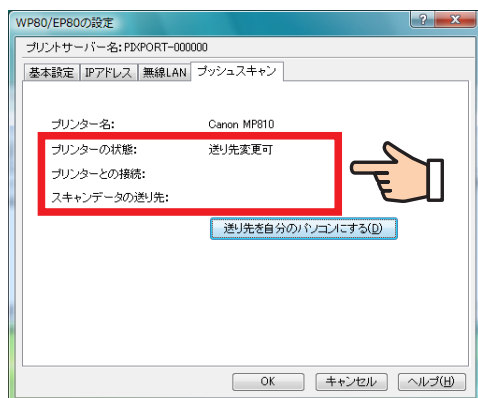 WP80/EP80の設定
プリントサーバー名: PIXPORT-000000
基本設定 IPアドレス 無線LAN プッシュスキャン
プリンター名: Canon MP810
プリンターの状態: 送り先変更可
プリンターとの接続:
スキャンデータの送り先:
送り先を自分のパソコンにする(D)
OK キャンセル ヘルプ(H)